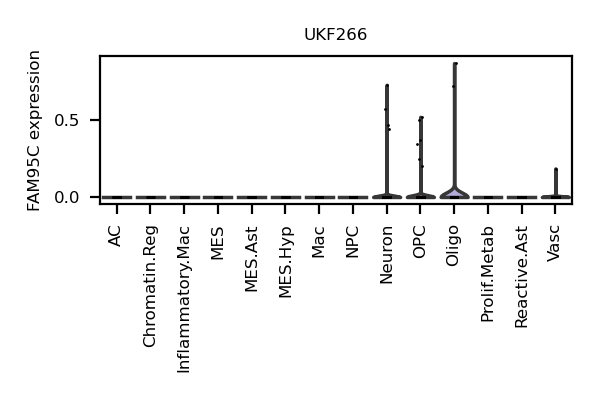 UKF266
FAM95C expression
0.5
0.0
AC
Chromatin.Reg
Inflammatory.Mac
MES
MES.Ast
MES.Hyp
Mac
NPC
Neuron
OPC
Oligo
Prolif.Metab
Reactive.Ast
Vasc